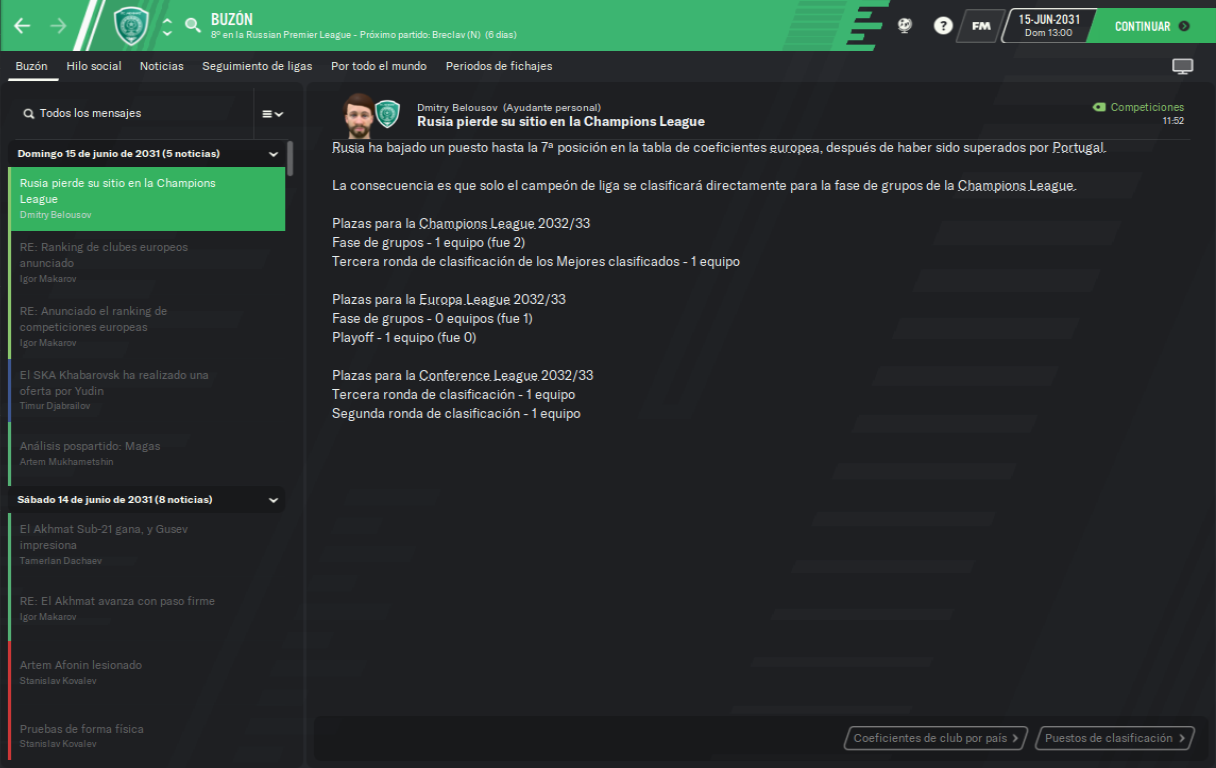 BUZÓN
8º en la Russian Premier League - Próximo partido: Breclav (N) (6 días)
?
FM
15-JUN-2031
Dom 13:00
CONTINUAR
Buzón
Hilo social
Noticias
Seguimiento de ligas
Por todo el mundo
Periodos de fichajes
Todos los mensajes
Domingo 15 de junio de 2031 (5 noticias)
Rusia pierde su sitio en la Champions
League
Dmitry Belousov
RE: Ranking de clubes europeos
anunciado
Igor Makarov
RE: Anunciado el ranking de
competiciones europeas
Igor Makarov
El SKA Khabarovsk ha realizado una
oferta por Yudin
Timur Djabrailov
Análisis pospartido: Magas
Artem Mukhametshin
Sábado 14 de junio de 2031 (8 noticias)
El Akhmat Sub-21 gana, y Gusev
impresiona
Tamerlan Dachaev
RE: El Akhmat avanza con paso firme
Igor Makarov
Artem Afonin lesionado
Stanislav Kovalev
Pruebas de forma física
Stanislav Kovalev
Dmitry Belousov (Ayudante personal)
Rusia pierde su sitio en la Champions League
Competiciones
11:52
Rusia ha bajado un puesto hasta la 7ª posición en la tabla de coeficientes europea, después de haber sido superados por Portugal.
La consecuencia es que solo el campeón de liga se clasificará directamente para la fase de grupos de la Champions League.
Plazas para la Champions League 2032/33
Fase de grupos - 1 equipo (fue 2)
Tercera ronda de clasificación de los Mejores clasificados - 1 equipo
Plazas para la Europa League 2032/33
Fase de grupos - 0 equipos (fue 1)
Playoff - 1 equipo (fue 0)
Plazas para la Conference League 2032/33
Tercera ronda de clasificación - 1 equipo
Segunda ronda de clasificación - 1 equipo
Coeficientes de club por país
Puestos de clasificación